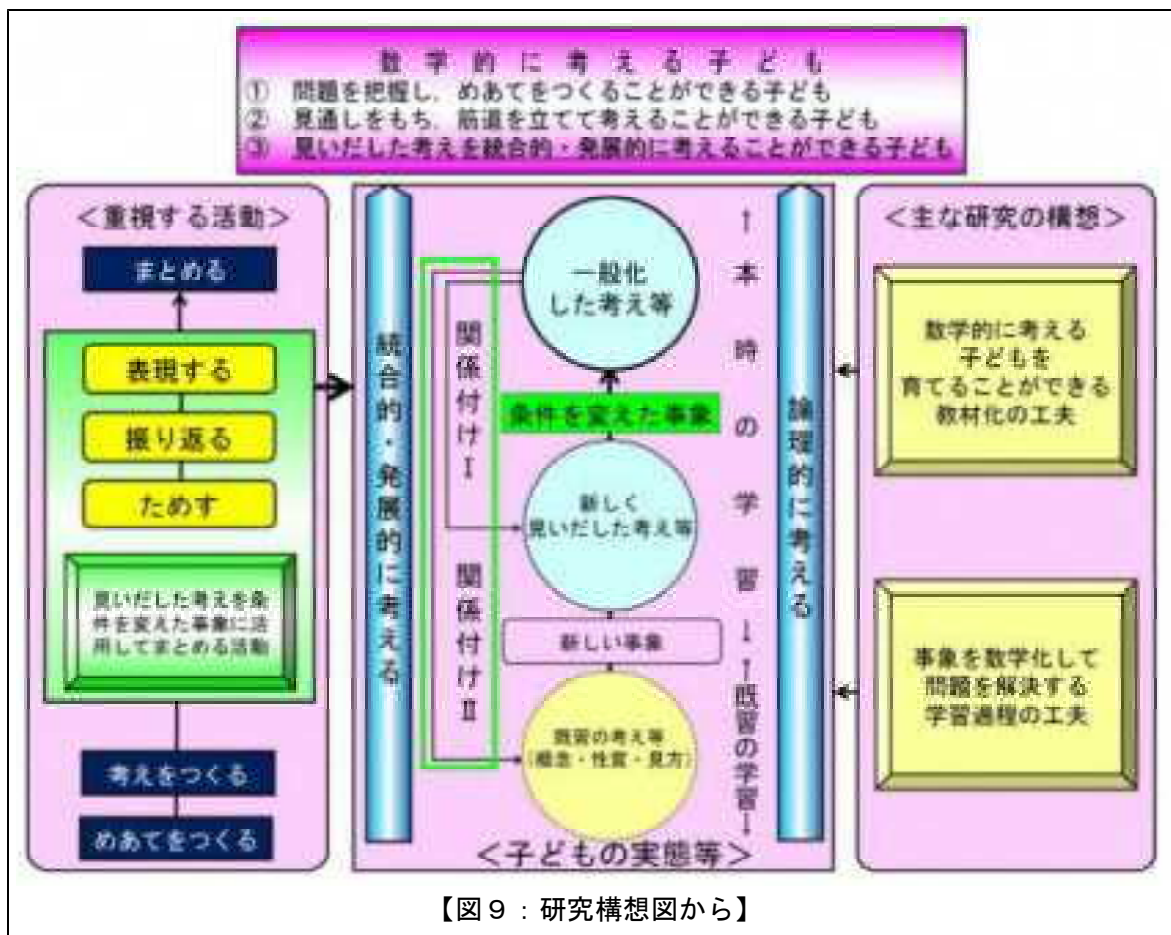 数学的に考える子ども
① 問題を把握し、めあてをつくることができる子ども
② 見通しをもち、筋道を立てて考えることができる子ども
③ 見いだした考えを統合的・発展的に考えることができる子ども
<重視する活動>
まとめる
表現する
振り返る
ためす
見いだした考えを条
件を変えた事象に活
用してまとめる活動
考えをつくる
めあてをつくる
統合的・発展的に考える
関係付けⅠ
関係付けⅡ
一般化
した考え等
条件を変えた事象
新しく
見いだした考え等
新しい事象
既習の考え等
(概念・性質・見方)
↑本時の学習↓
↑既習の学習↓
<子どもの実態等>
論理的に考える
<主な研究の構想>
数学的に考える
子どもを
育てることができる
教材化の工夫
事象を数学化して
問題を解決する
学習過程の工夫
【図9:研究構想図から】